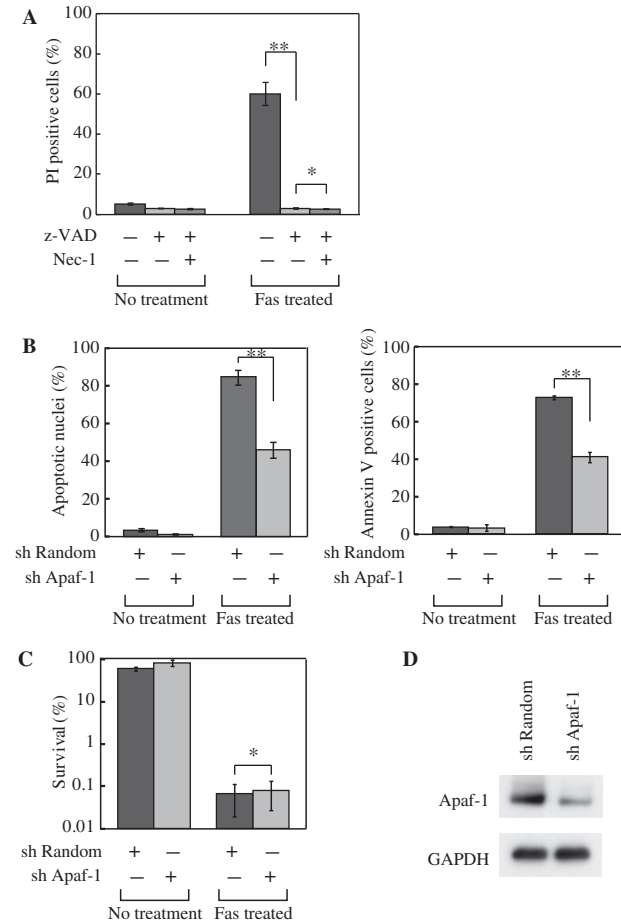 A
PI positive cells (%)
100
80
60
40
20
0
**
*
z-VAD — + + — + +
Nec-1 — — + — — +
No treatment Fas treated
B
Apoptotic nuclei (%)
100
80
60
40
20
0
**
sh Random + — + —
sh Apaf-1 — + — +
No treatment Fas treated
Annexin V positive cells (%)
100
80
60
40
20
0
**
sh Random + — + —
sh Apaf-1 — + — +
No treatment Fas treated
C
Survival (%)
100
10
1
0.1
0.01
*
sh Random + — + —
sh Apaf-1 — + — +
No treatment Fas treated
D
sh Random
sh Apaf-1
Apaf-1
GAPDH